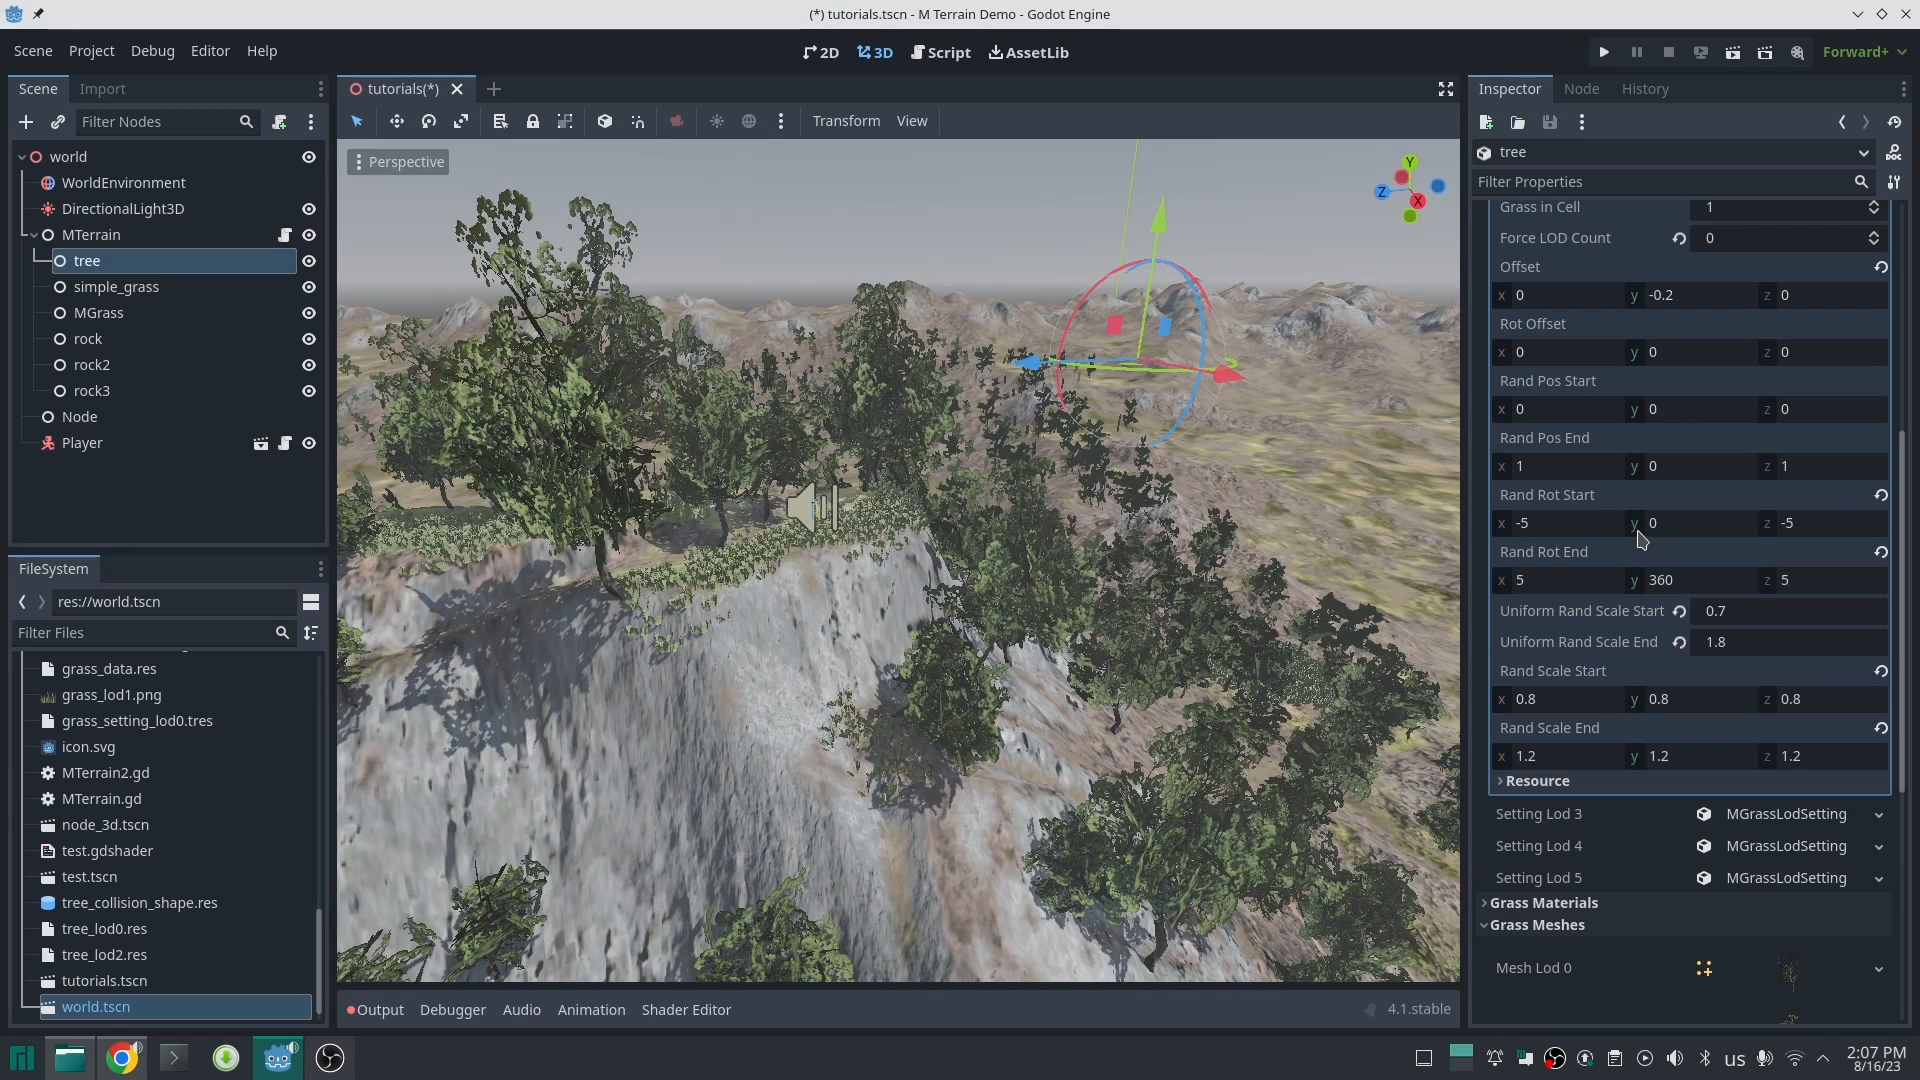 (*) tutorials.tscn - M Terrain Demo - Godot Engine
Scene Project Debug Editor Help
2D 3D Script AssetLib
Forward+
Scene Import
Filter Nodes
world
WorldEnvironment
DirectionalLight3D
MTerrain
tree
simple_grass
MGrass
rock
rock2
rock3
Node
Player
FileSystem
res://world.tscn
Filter Files
grass_data.res
grass_lod1.png
grass_setting_lod0.tres
icon.svg
MTerrain2.gd
MTerrain.gd
node_3d.tscn
test.gdshader
test.tscn
tree_collision_shape.res
tree_lod0.res
tree_lod2.res
tutorials.tscn
world.tscn
tutorials(*)
Transform View
Perspective
Y
Z
X
Output Debugger Audio Animation Shader Editor
4.1.stable
Inspector Node History
tree
DOC
Filter Properties
Grass in Cell 1
Force LOD Count 0
Offset
x 0 y -0.2 z 0
Rot Offset
x 0 y 0 z 0
Rand Pos Start
x 0 y 0 z 0
Rand Pos End
x 1 y 0 z 1
Rand Rot Start
x -5 y 0 z -5
Rand Rot End
x 5 y 360 z 5
Uniform Rand Scale Start 0.7
Uniform Rand Scale End 1.8
Rand Scale Start
x 0.8 y 0.8 z 0.8
Rand Scale End
x 1.2 y 1.2 z 1.2
Resource
Setting Lod 3 MGrassLodSetting
Setting Lod 4 MGrassLodSetting
Setting Lod 5 MGrassLodSetting
Grass Materials
Grass Meshes
Mesh Lod 0
us
2:07 PM
8/16/23